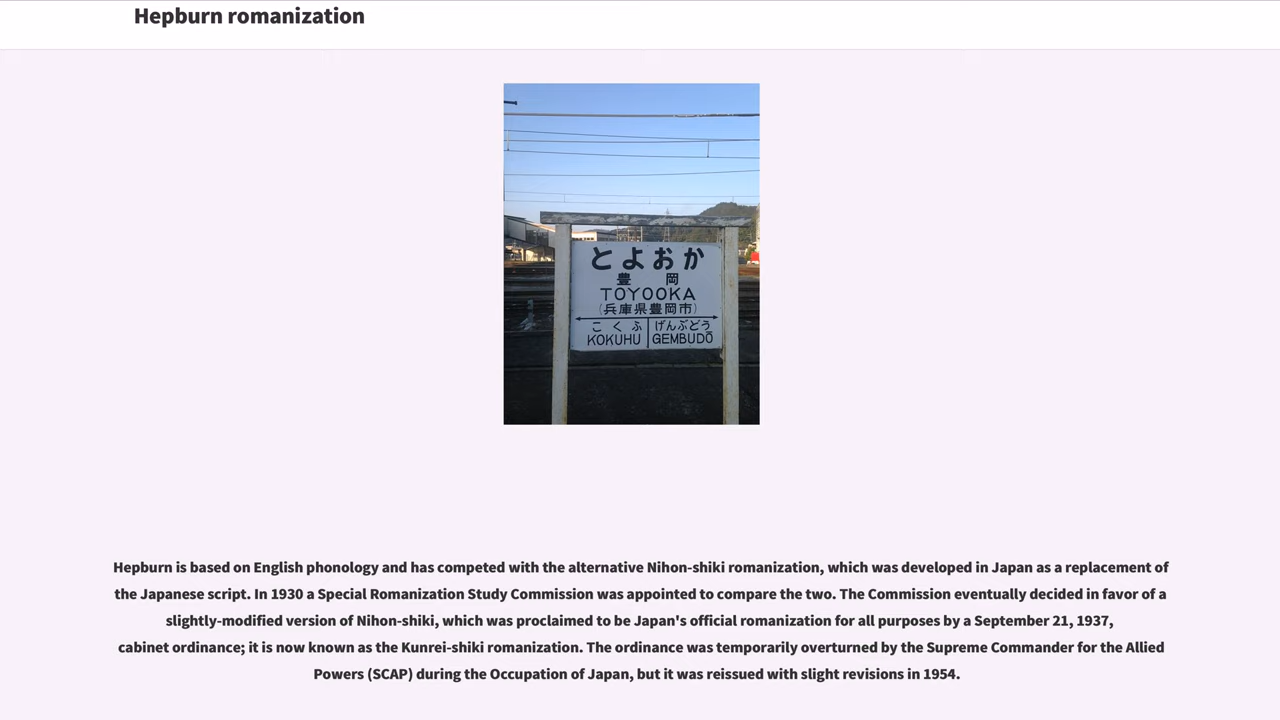 Hepburn romanization
とよおか
豊岡
TOYOOKA
(兵庫県豊岡市)
こくふ げんぶどう
KOKUHU GEMBUDŌ
Hepburn is based on English phonology and has competed with the alternative Nihon-shiki romanization, which was developed in Japan as a replacement of
the Japanese script. In 1930 a Special Romanization Study Commission was appointed to compare the two. The Commission eventually decided in favor of a
slightly-modified version of Nihon-shiki, which was proclaimed to be Japan's official romanization for all purposes by a September 21, 1937,
cabinet ordinance; it is now known as the Kunrei-shiki romanization. The ordinance was temporarily overturned by the Supreme Commander for the Allied
Powers (SCAP) during the Occupation of Japan, but it was reissued with slight revisions in 1954.